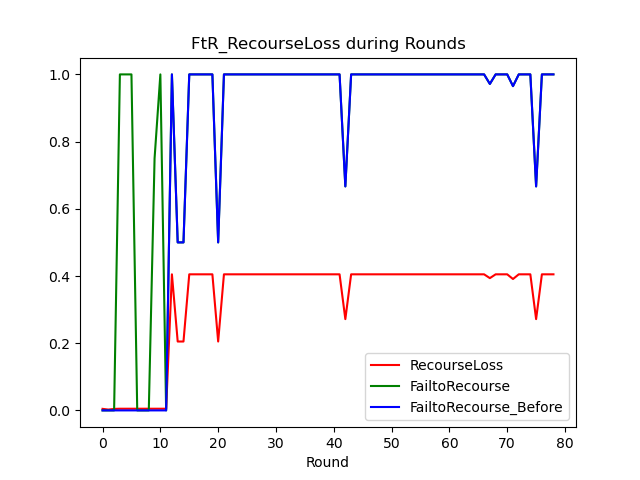 FtR_RecourseLoss during Rounds
1.0
0.8
0.6
0.4
0.2
0.0
RecourseLoss
FailtoRecourse
FailtoRecourse_Before
0 10 20 30 40 50 60 70 80
Round